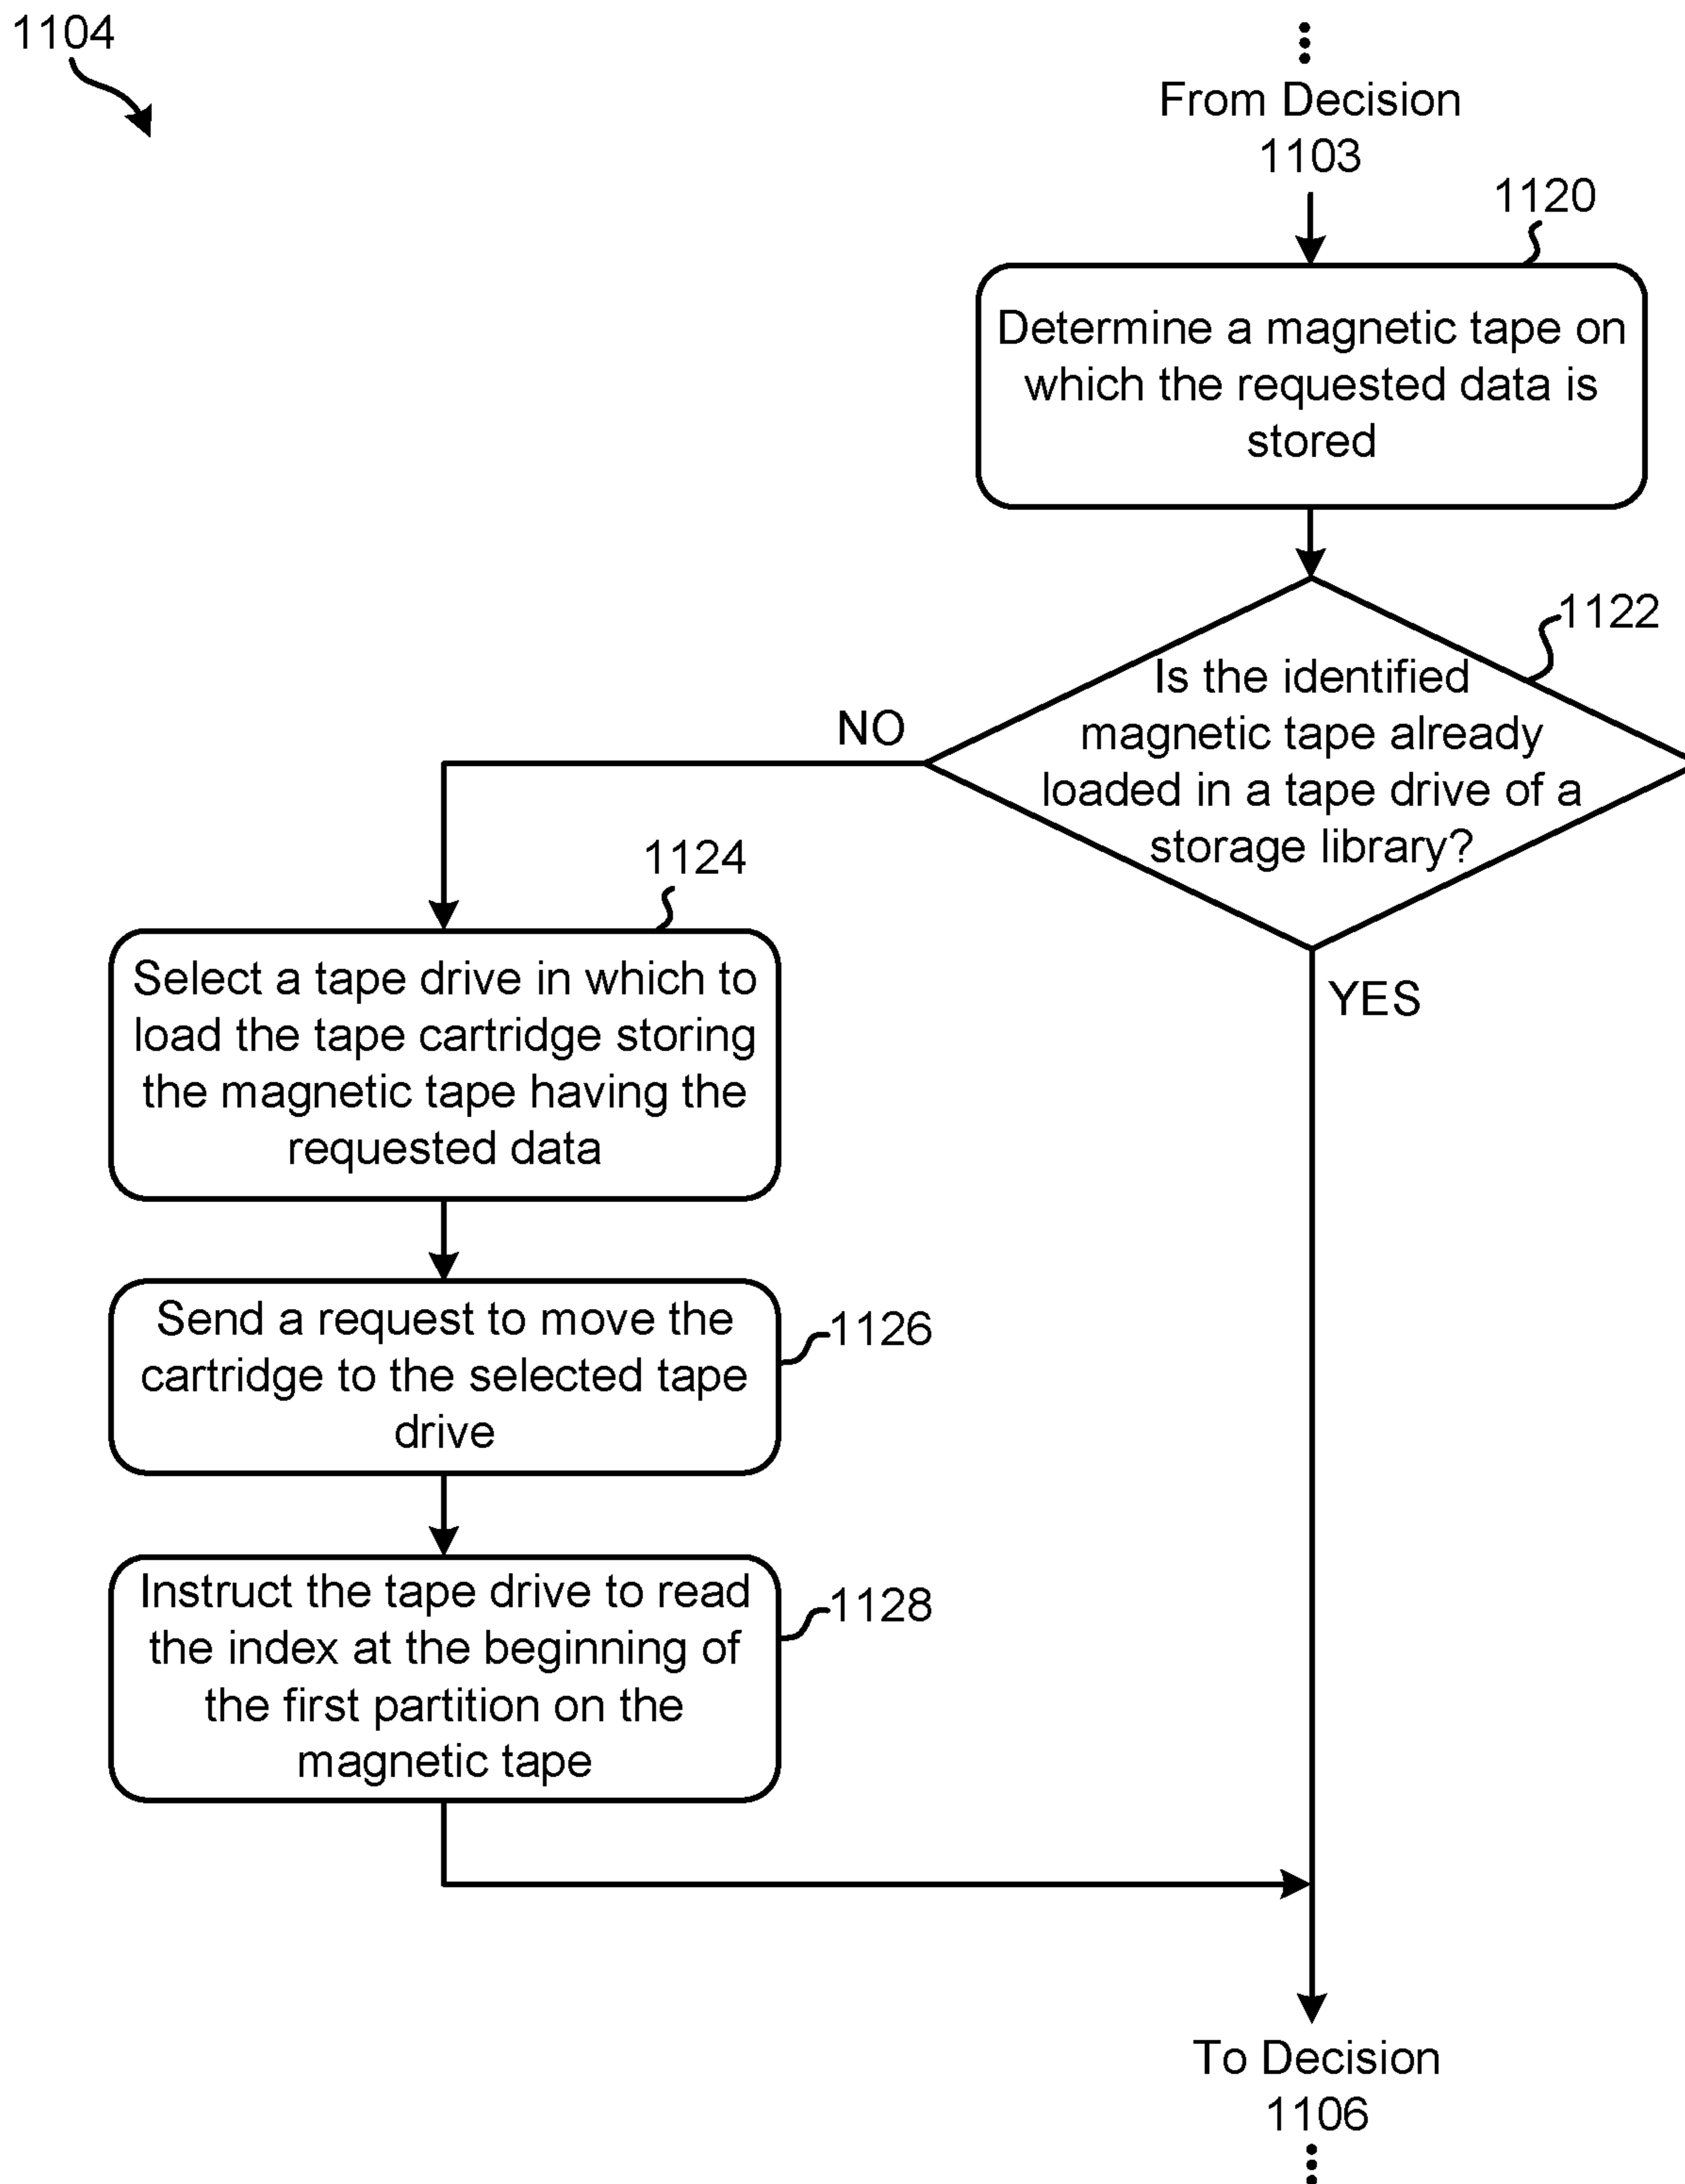 1104
From Decision
1103
1120
Determine a magnetic tape on
which the requested data is
stored
1122
Is the identified
magnetic tape already
loaded in a tape drive of a
storage library?
NO
YES
1124
Select a tape drive in which to
load the tape cartridge storing
the magnetic tape having the
requested data
Send a request to move the
cartridge to the selected tape
drive
1126
Instruct the tape drive to read
the index at the beginning of
the first partition on the
magnetic tape
1128
To Decision
1106